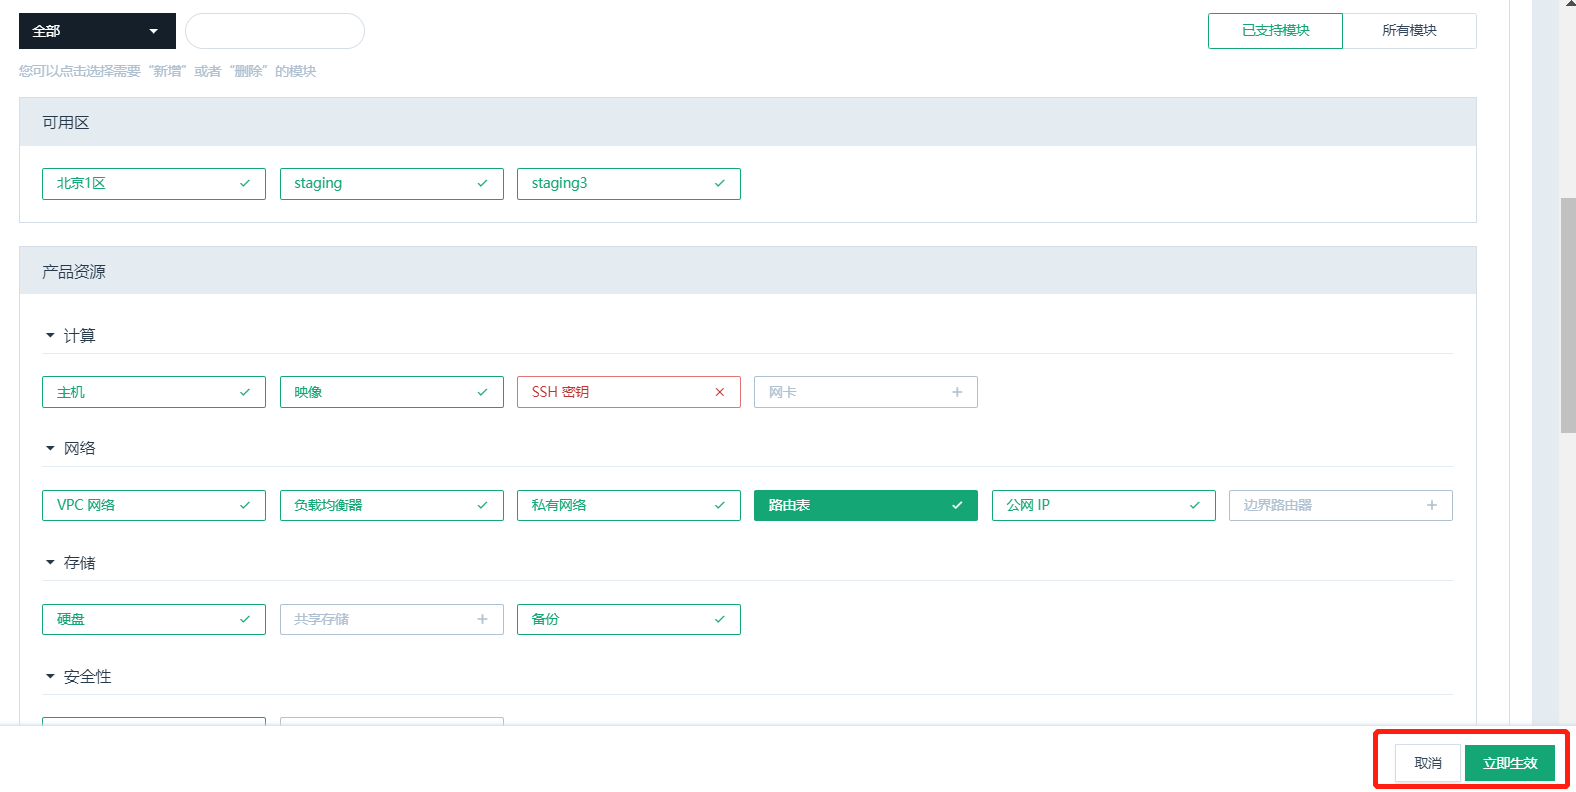 全部
已支持模块 所有模块
您可以点击选择需要“新增”或者“删除”的模块
可用区
北京1区 staging staging3
产品资源
计算
主机 映像 SSH 密钥 网卡
网络
VPC 网络 负载均衡器 私有网络 路由表 公网 IP 边界路由器
存储
硬盘 共享存储 备份
安全性
取消 立即生效